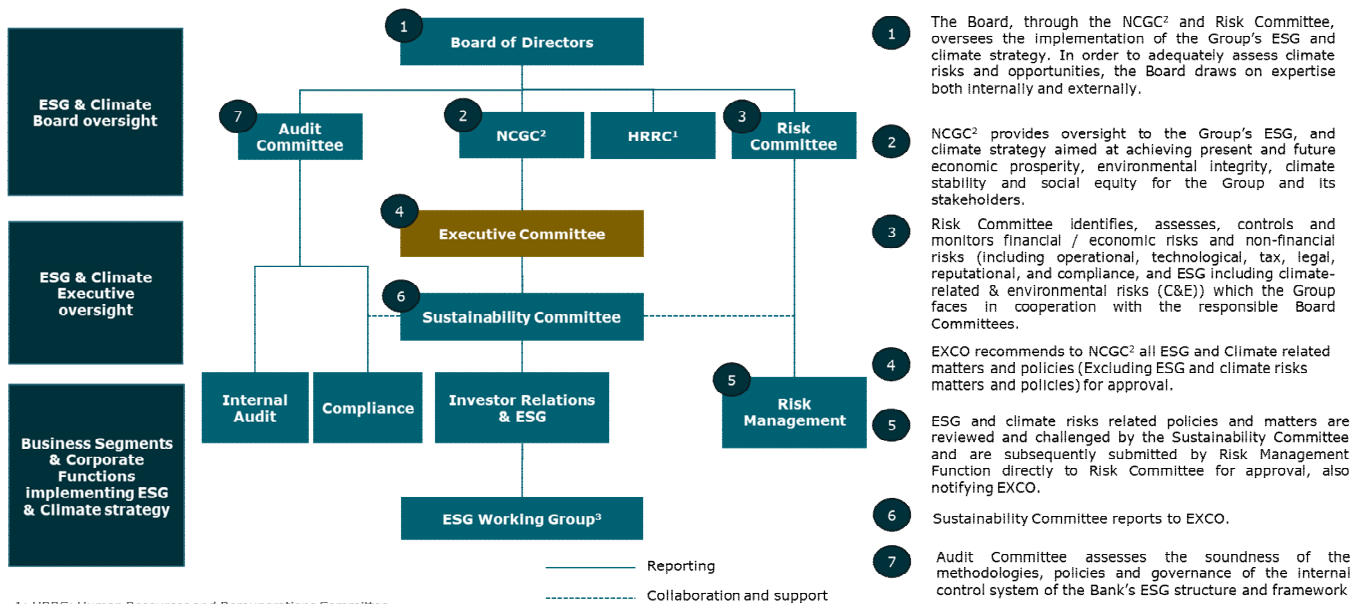 1
Board of Directors
ESG & Climate
Board oversight
7
Audit
Committee
2
NCGC²
HRRC¹
3
Risk
Committee
4
Executive Committee
ESG & Climate
Executive
oversight
6
Sustainability Committee
Internal
Audit
Compliance
Investor Relations
& ESG
5
Risk
Management
Business Segments
& Corporate
Functions
implementing ESG
& Climate strategy
ESG Working Group³
Reporting
Collaboration and support
1: HRRC: Human Resources and Remunerations Committee
1
The Board, through the NCGC² and Risk Committee,
oversees the implementation of the Group's ESG and
climate strategy. In order to adequately assess climate
risks and opportunities, the Board draws on expertise
both internally and externally.
2
NCGC² provides oversight to the Group's ESG, and
climate strategy aimed at achieving present and future
economic prosperity, environmental integrity, climate
stability and social equity for the Group and its
stakeholders.
3
Risk Committee identifies, assesses, controls and
monitors financial / economic risks and non-financial
risks (including operational, technological, tax, legal,
reputational, and compliance, and ESG including climate-
related & environmental risks (C&E)) which the Group
faces in cooperation with the responsible Board
Committees.
4
EXCO recommends to NCGC² all ESG and Climate related
matters and policies (Excluding ESG and climate risks
matters and policies) for approval.
5
ESG and climate risks related policies and matters are
reviewed and challenged by the Sustainability Committee
and are subsequently submitted by Risk Management
Function directly to Risk Committee for approval, also
notifying EXCO.
6
Sustainability Committee reports to EXCO.
7
Audit Committee assesses the soundness of the
methodologies, policies and governance of the internal
control system of the Bank's ESG structure and framework